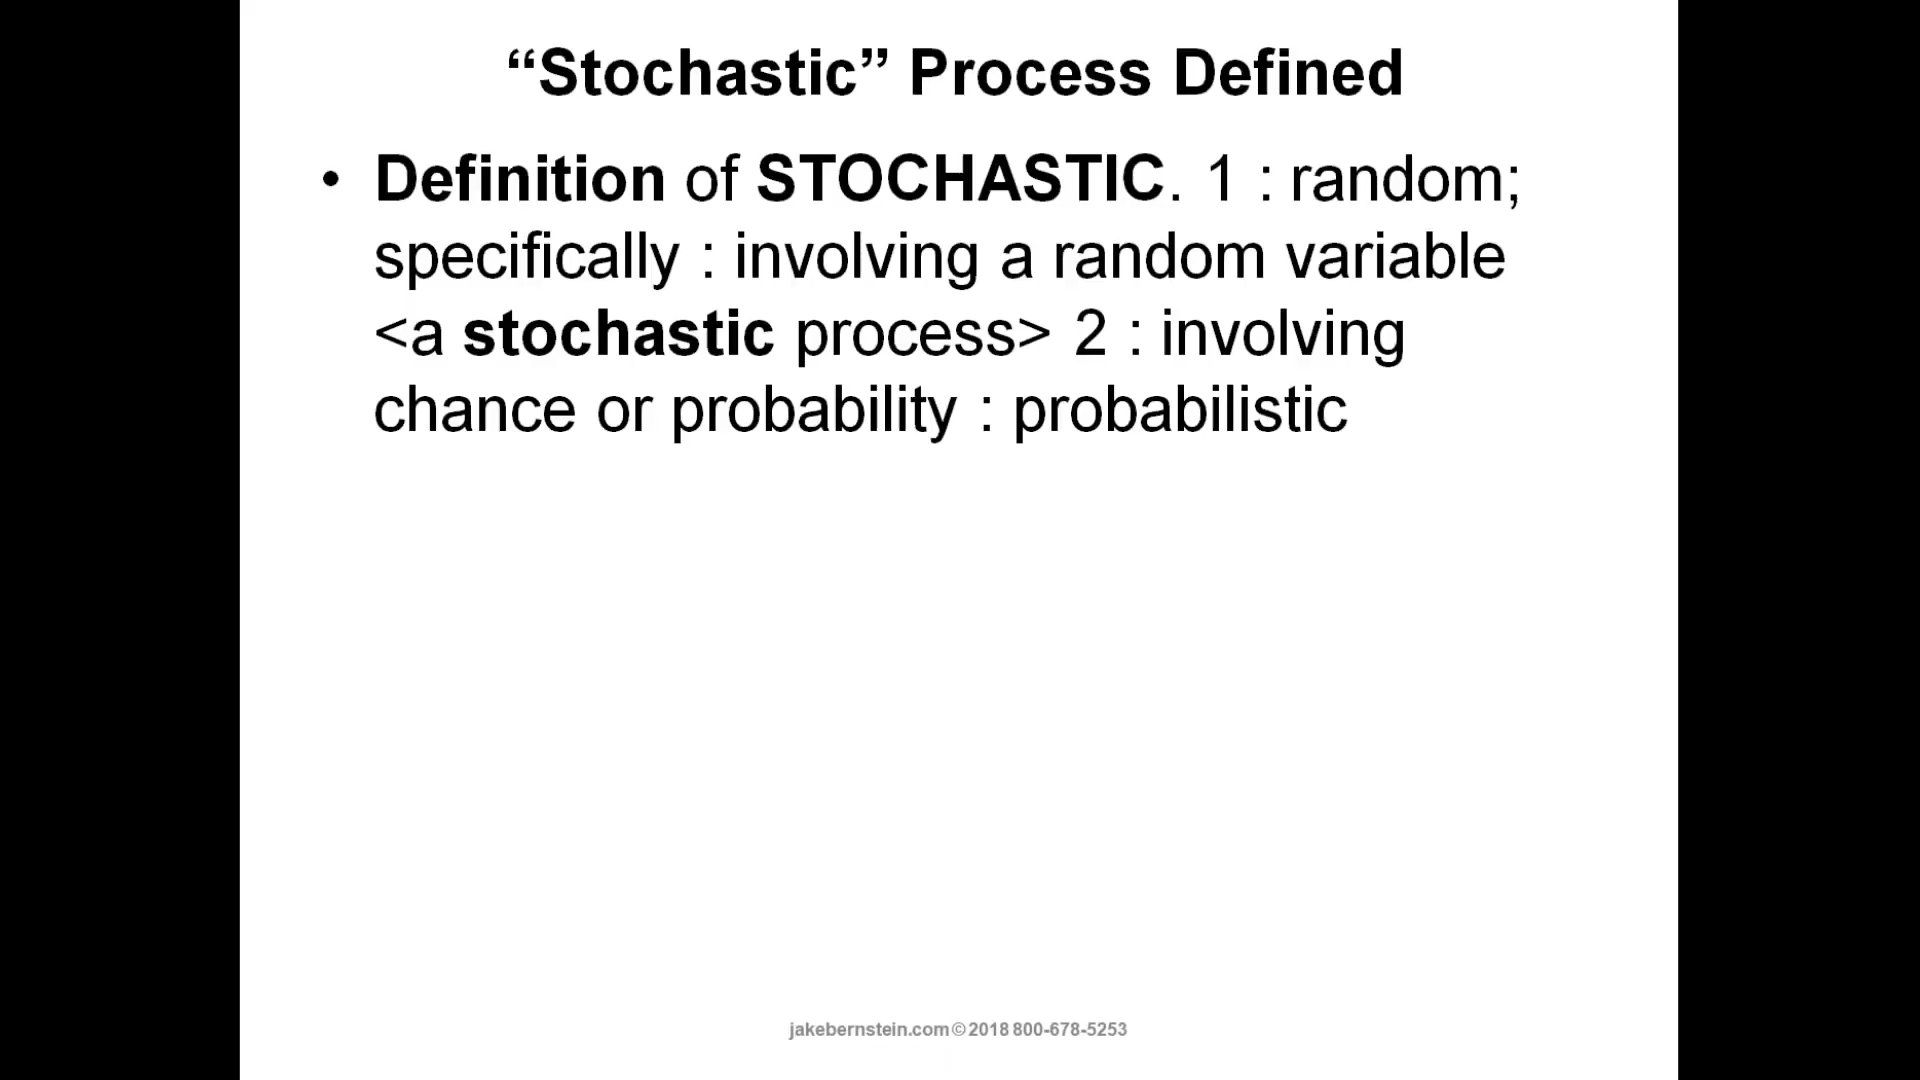 “Stochastic” Process Defined
• Definition of STOCHASTIC. 1 : random;
specifically : involving a random variable
<a stochastic process> 2 : involving
chance or probability : probabilistic
jakebernstein.com©2018 800-678-5253